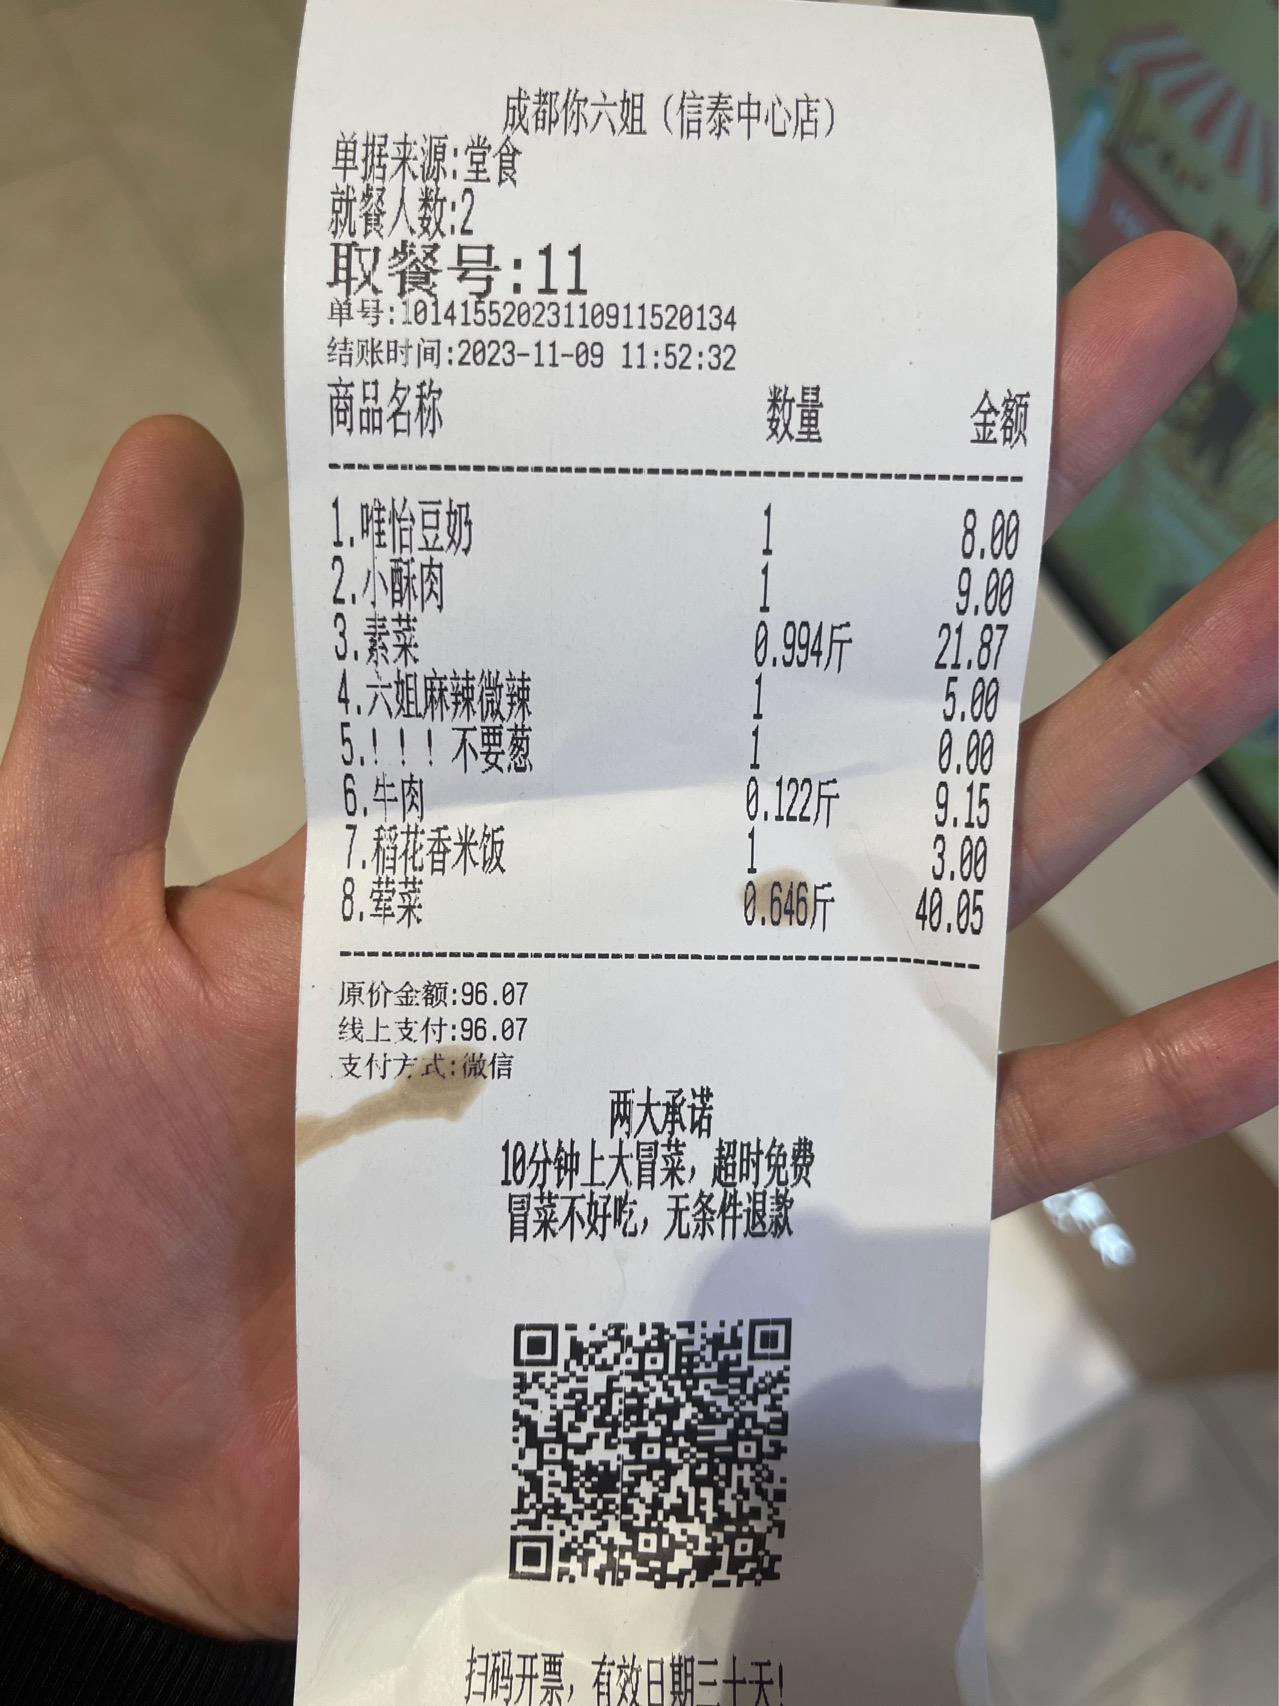 成都你六姐（信泰中心店）
单据来源:堂食
就餐人数:2
取餐号:11
单号:10141552023110911520134
结账时间:2023-11-09 11:52:32
商品名称 数量 金额
1.唯怡豆奶 1 8.00
2.小酥肉 1 9.00
3.素菜 0.994斤 21.87
4.六姐麻辣微辣 1 5.00
5.！！！不要葱 1 0.00
6.牛肉 0.122斤 9.15
7.稻花香米饭 1 3.00
8.荤菜 0.646斤 40.05
原价金额:96.07
线上支付:96.07
支付方式:微信
两大承诺
10分钟上大冒菜，超时免费
冒菜不好吃，无条件退款
扫码开票，有效日期三十天!